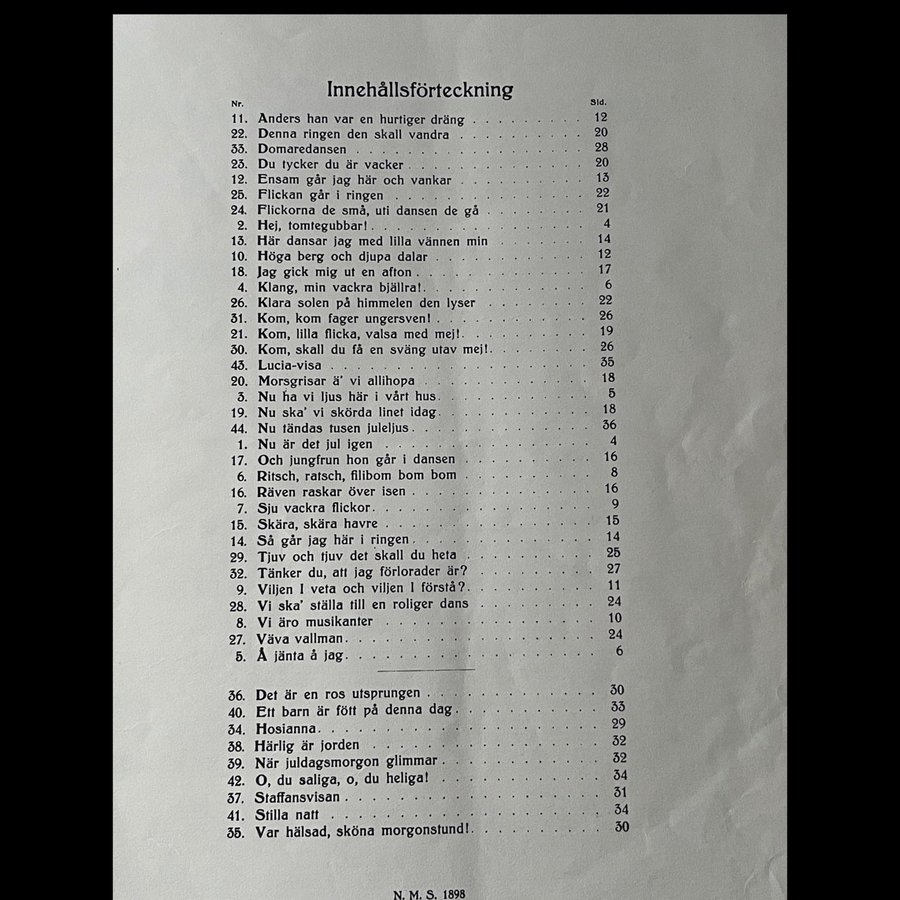 Innehållsförteckning
Nr. Sid.
11. Anders han var en hurtiger dräng . . . . . . . . . 12
22. Denna ringen den skall vandra . . . . . . . . . 20
33. Domaredansen . . . . . . . . . . . . . . . 28
23. Du tycker du är vacker . . . . . . . . . . . . 20
12. Ensam går jag här och vankar . . . . . . . . . 13
25. Flickan går i ringen . . . . . . . . . . . . . 22
24. Flickorna de små, uti dansen de gå . . . . . . . . 21
2. Hej, tomtegubbar! . . . . . . . . . . . . . . 4
13. Här dansar jag med lilla vännen min . . . . . . . . 14
10. Höga berg och djupa dalar . . . . . . . . . . . 12
18. Jag gick mig ut en afton . . . . . . . . . . . . 17
4. Klang, min vackra bjällra! . . . . . . . . . . . 6
26. Klara solen på himmelen den lyser . . . . . . . . 22
31. Kom, kom fager ungersven! . . . . . . . . . . . 26
21. Kom, lilla flicka, valsa med mej! . . . . . . . . . 19
30. Kom, skall du få en sväng utav mej! . . . . . . . . 26
43. Lucia-visa . . . . . . . . . . . . . . . . . 35
20. Morsgrisar ä' vi allihopa . . . . . . . . . . . . 18
3. Nu ha vi ljus här i vårt hus . . . . . . . . . . . 5
19. Nu ska' vi skörda linet idag . . . . . . . . . . . 18
44. Nu tändas tusen juleljus . . . . . . . . . . . . 36
1. Nu är det jul igen . . . . . . . . . . . . . . 4
17. Och jungfrun hon går i dansen . . . . . . . . . 16
6. Ritsch, ratsch, filibom bom bom . . . . . . . . . 8
16. Räven raskar över isen . . . . . . . . . . . . 16
7. Sju vackra flickor . . . . . . . . . . . . . . 9
15. Skära, skära havre . . . . . . . . . . . . . . 15
14. Så går jag här i ringen . . . . . . . . . . . . 14
29. Tjuv och tjuv det skall du heta . . . . . . . . . 25
32. Tänker du, att jag förlorader är? . . . . . . . . . 27
9. Viljen I veta och viljen I förstå? . . . . . . . . . 11
28. Vi ska' ställa till en roliger dans . . . . . . . . . 24
8. Vi äro musikanter . . . . . . . . . . . . . . 10
27. Väva vallman . . . . . . . . . . . . . . . . 24
5. Å jänta å jag . . . . . . . . . . . . . . . . 6
36. Det är en ros utsprungen . . . . . . . . . . . . 30
40. Ett barn är fött på denna dag . . . . . . . . . . 33
34. Hosianna . . . . . . . . . . . . . . . . . 29
38. Härlig är jorden . . . . . . . . . . . . . . 32
39. När juldagsmorgon glimmar . . . . . . . . . . . 32
42. O, du saliga, o, du heliga! . . . . . . . . . . . 34
37. Staffansvisan . . . . . . . . . . . . . . . . 31
41. Stilla natt . . . . . . . . . . . . . . . . . 34
35. Var hälsad, sköna morgonstund! . . . . . . . . . 30
N. M. S. 1898